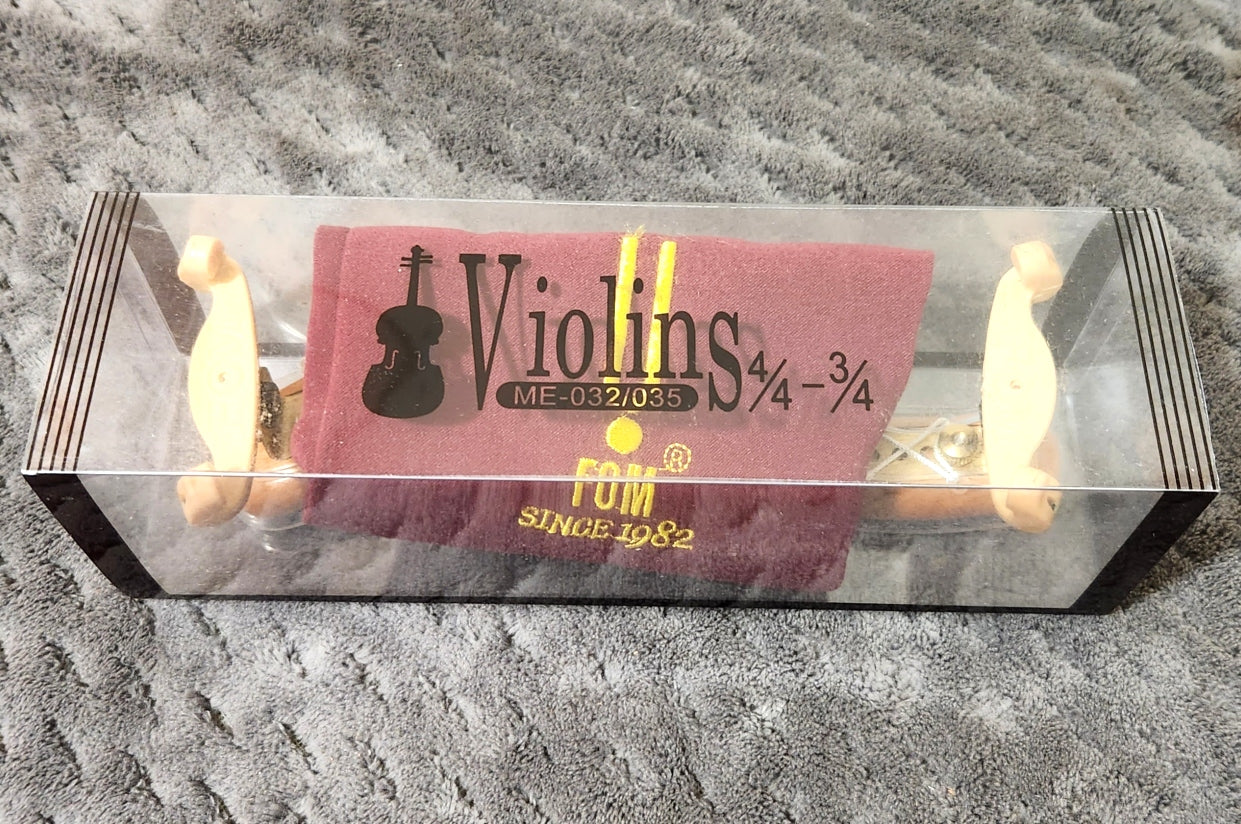 Violins 4/4-3/4
ME-032/035
FOM®
SINCE 1982